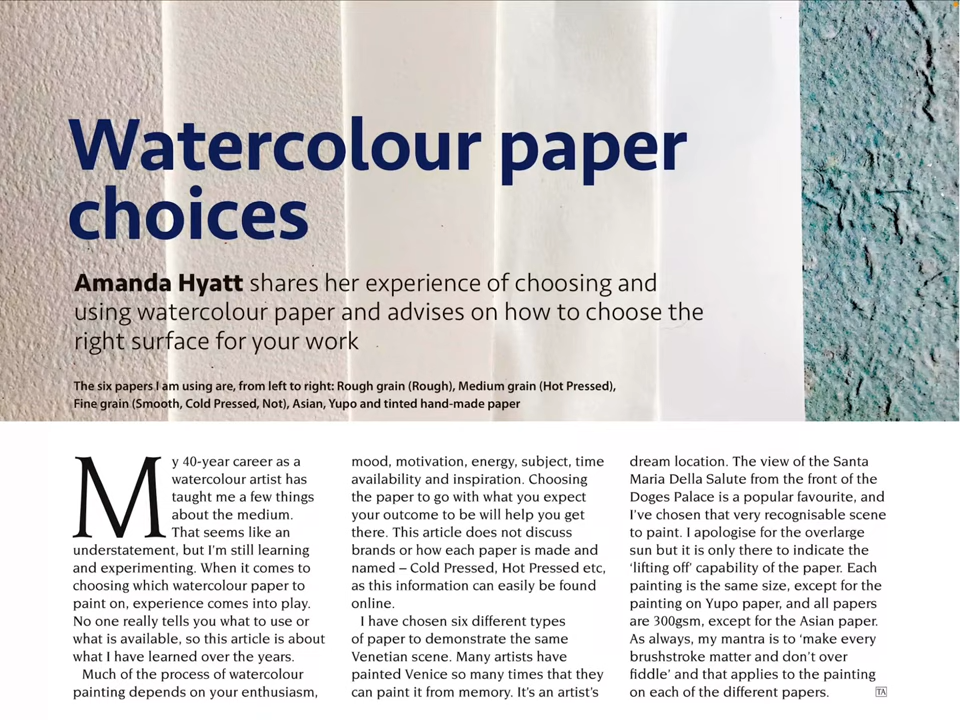 Watercolour paper
choices
Amanda Hyatt shares her experience of choosing and
using watercolour paper and advises on how to choose the
right surface for your work
The six papers I am using are, from left to right: Rough grain (Rough), Medium grain (Hot Pressed),
Fine grain (Smooth, Cold Pressed, Not), Asian, Yupo and tinted hand-made paper
My 40-year career as a
watercolour artist has
taught me a few things
about the medium.
That seems like an
understatement, but I'm still learning
and experimenting. When it comes to
choosing which watercolour paper to
paint on, experience comes into play.
No one really tells you what to use or
what is available, so this article is about
what I have learned over the years.
Much of the process of watercolour
painting depends on your enthusiasm,
mood, motivation, energy, subject, time
availability and inspiration. Choosing
the paper to go with what you expect
your outcome to be will help you get
there. This article does not discuss
brands or how each paper is made and
named – Cold Pressed, Hot Pressed etc,
as this information can easily be found
online.
I have chosen six different types
of paper to demonstrate the same
Venetian scene. Many artists have
painted Venice so many times that they
can paint it from memory. It's an artist's
dream location. The view of the Santa
Maria Della Salute from the front of the
Doges Palace is a popular favourite, and
I've chosen that very recognisable scene
to paint. I apologise for the overlarge
sun but it is only there to indicate the
'lifting off' capability of the paper. Each
painting is the same size, except for the
painting on Yupo paper, and all papers
are 300gsm, except for the Asian paper.
As always, my mantra is to 'make every
brushstroke matter and don't over
fiddle' and that applies to the painting
on each of the different papers. TA